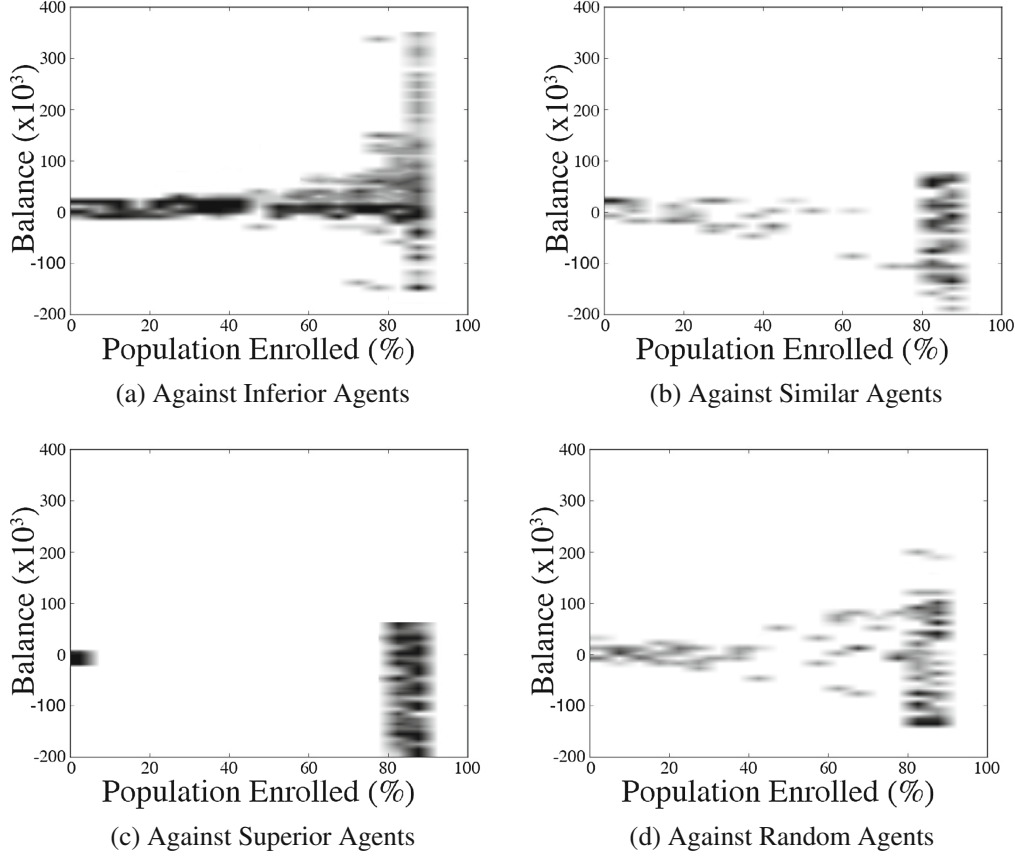 400
300
200
100
0
-100
-200
Balance (x10³)
0 20 40 60 80 100
Population Enrolled (%)
(a) Against Inferior Agents
400
300
200
100
0
-100
-200
Balance (x10³)
0 20 40 60 80 100
Population Enrolled (%)
(b) Against Similar Agents
400
300
200
100
0
-100
-200
Balance (x10³)
0 20 40 60 80 100
Population Enrolled (%)
(c) Against Superior Agents
400
300
200
100
0
-100
-200
Balance (x10³)
0 20 40 60 80 100
Population Enrolled (%)
(d) Against Random Agents